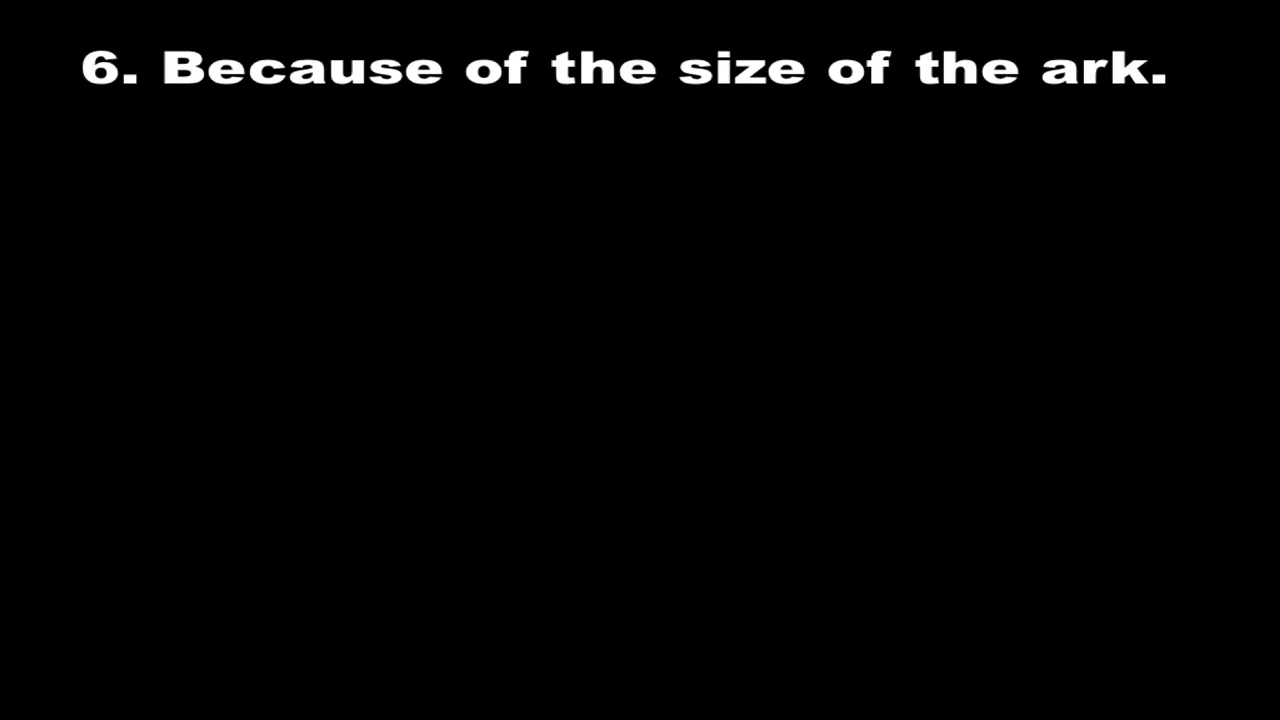 6. Because of the size of the ark.